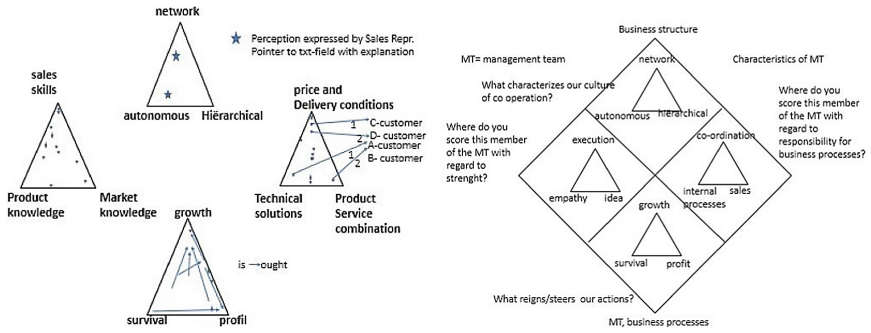 network
Perception expressed by Sales Repr.
Pointer to txt-field with explanation
autonomous
Hiërarchical
sales
skills
Product
knowledge
Market
knowledge
price and
Delivery conditions
1
C-customer
2
D- customer
1
A-customer
2
B- customer
Technical
solutions
Product
Service
combination
growth
is →ought
survival
profil
Business structure
MT= management team
Characteristics of MT
network
What characterizes our culture
of co operation?
autonomous
hiërarchical
Where do you
score this member
of the MT with
regard to
responsibility for
business processes?
Where do you
score this member
of the MT with
regard to
strenght?
execution
empathy
idea
co-ordination
internal
processes
sales
growth
survival
profit
What reigns/steers our actions?
MT, business processes